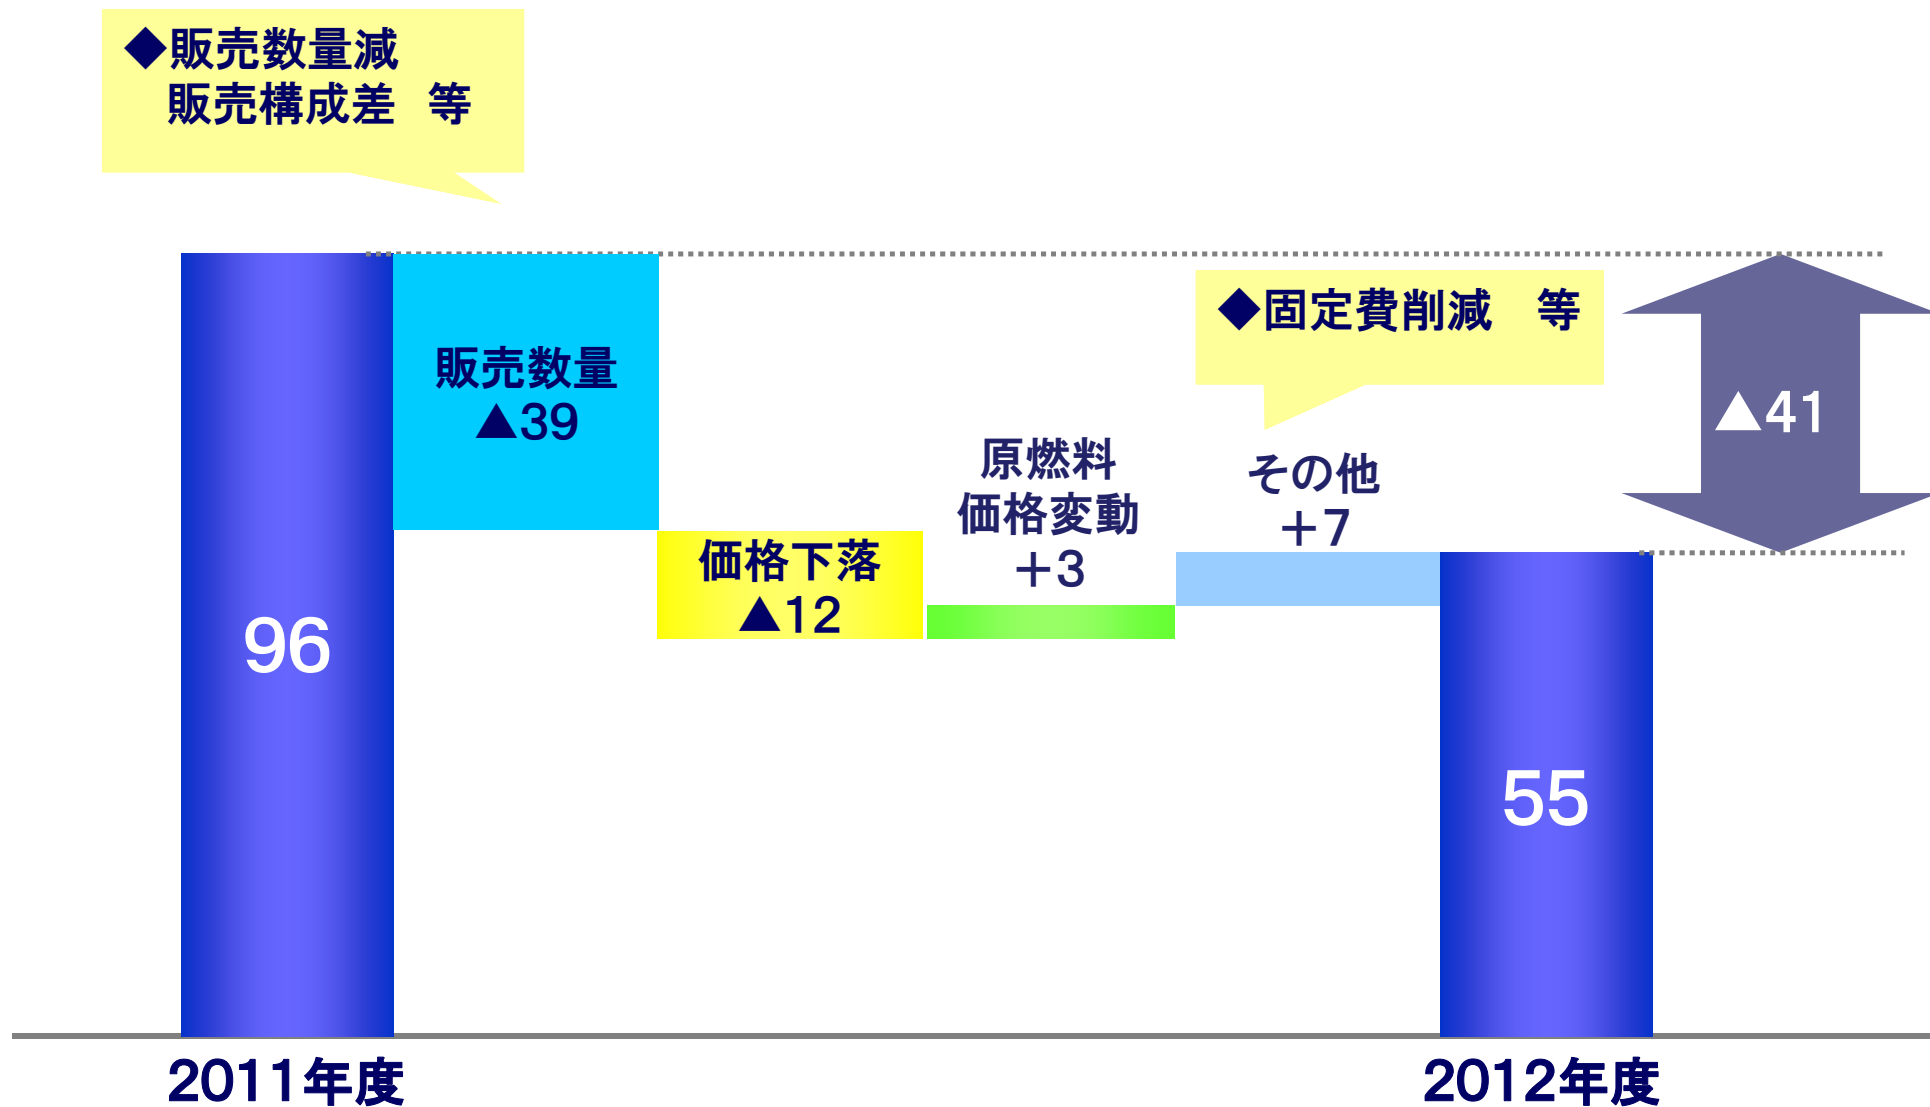 ◆販売数量減
販売構成差　等
◆固定費削減　等
販売数量
▲39
▲41
原燃料
価格変動
＋3
その他
＋7
価格下落
▲12
96
55
2011年度
2012年度